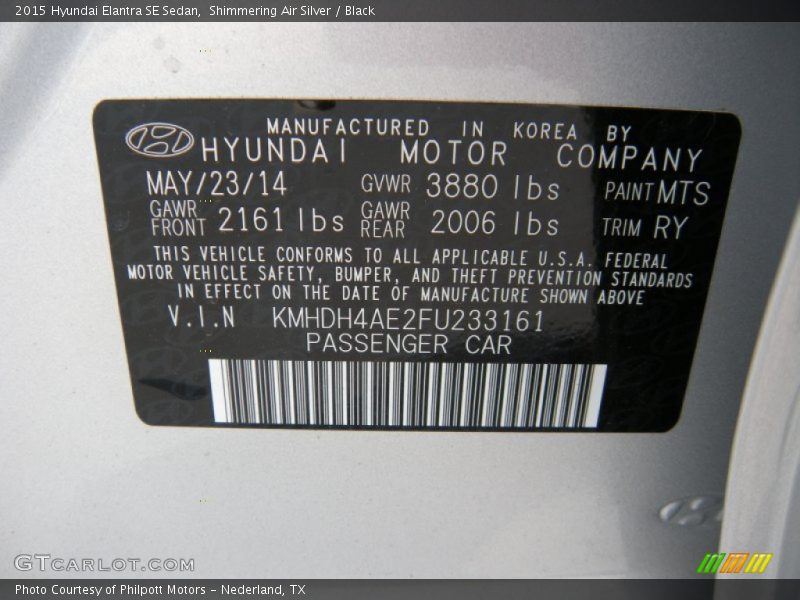 2015 Hyundai Elantra SE Sedan,  Shimmering Air Silver / Black
MANUFACTURED IN KOREA BY
HYUNDAI MOTOR COMPANY
MAY/23/14 GVWR 3880 lbs PAINT MTS
GAWR FRONT 2161 lbs GAWR REAR 2006 lbs TRIM RY
THIS VEHICLE CONFORMS TO ALL APPLICABLE U.S.A. FEDERAL
MOTOR VEHICLE SAFETY, BUMPER, AND THEFT PREVENTION STANDARDS
IN EFFECT ON THE DATE OF MANUFACTURE SHOWN ABOVE
V.I.N KMHDH4AE2FU233161
PASSENGER CAR
GTCARLOT.COM
Photo Courtesy of Philpott Motors - Nederland, TX